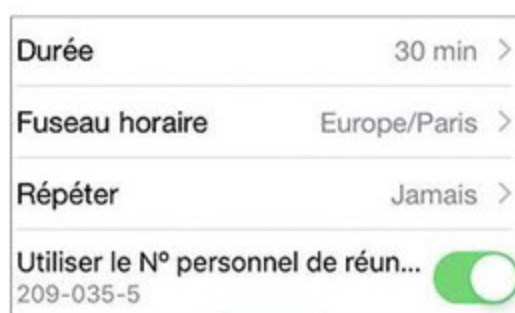 Durée 30 min >
Fuseau horaire Europe/Paris >
Répéter Jamais >
Utiliser le Nº personnel de réun...
209-035-5